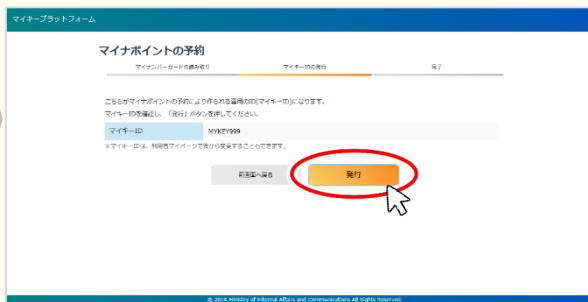 マイキープラットフォーム
マイナポイントの予約
マイナンバーカードの読み取り
マイキーIDの発行
完了
こちらがマイナポイントの予約により作られる専用のID[マイキーID]になります。
マイキーIDを確認し、「発行」ボタンを押してください。
マイキーID MYKEY999
※マイキーIDは、利用者マイページで後から変更することもできます。
前画面へ戻る 発行
© 2016 Ministry of Internal Affairs and Communications All Rights Reserved.